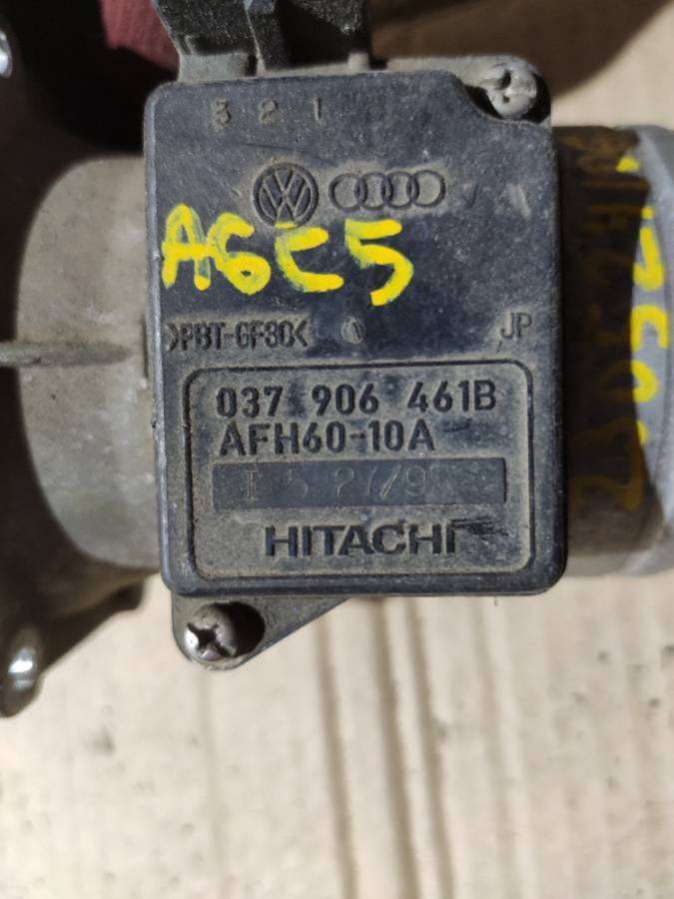 3 2 1
A6C5
>PBT-GF30<
JP
037 906 461B
AFH60-10A
HITACHI